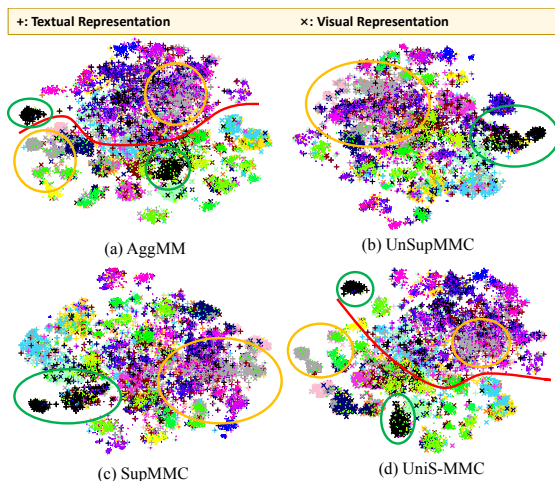 +: Textual Representation ×: Visual Representation
(a) AggMM
(b) UnSupMMC
(c) SupMMC
(d) UniS-MMC